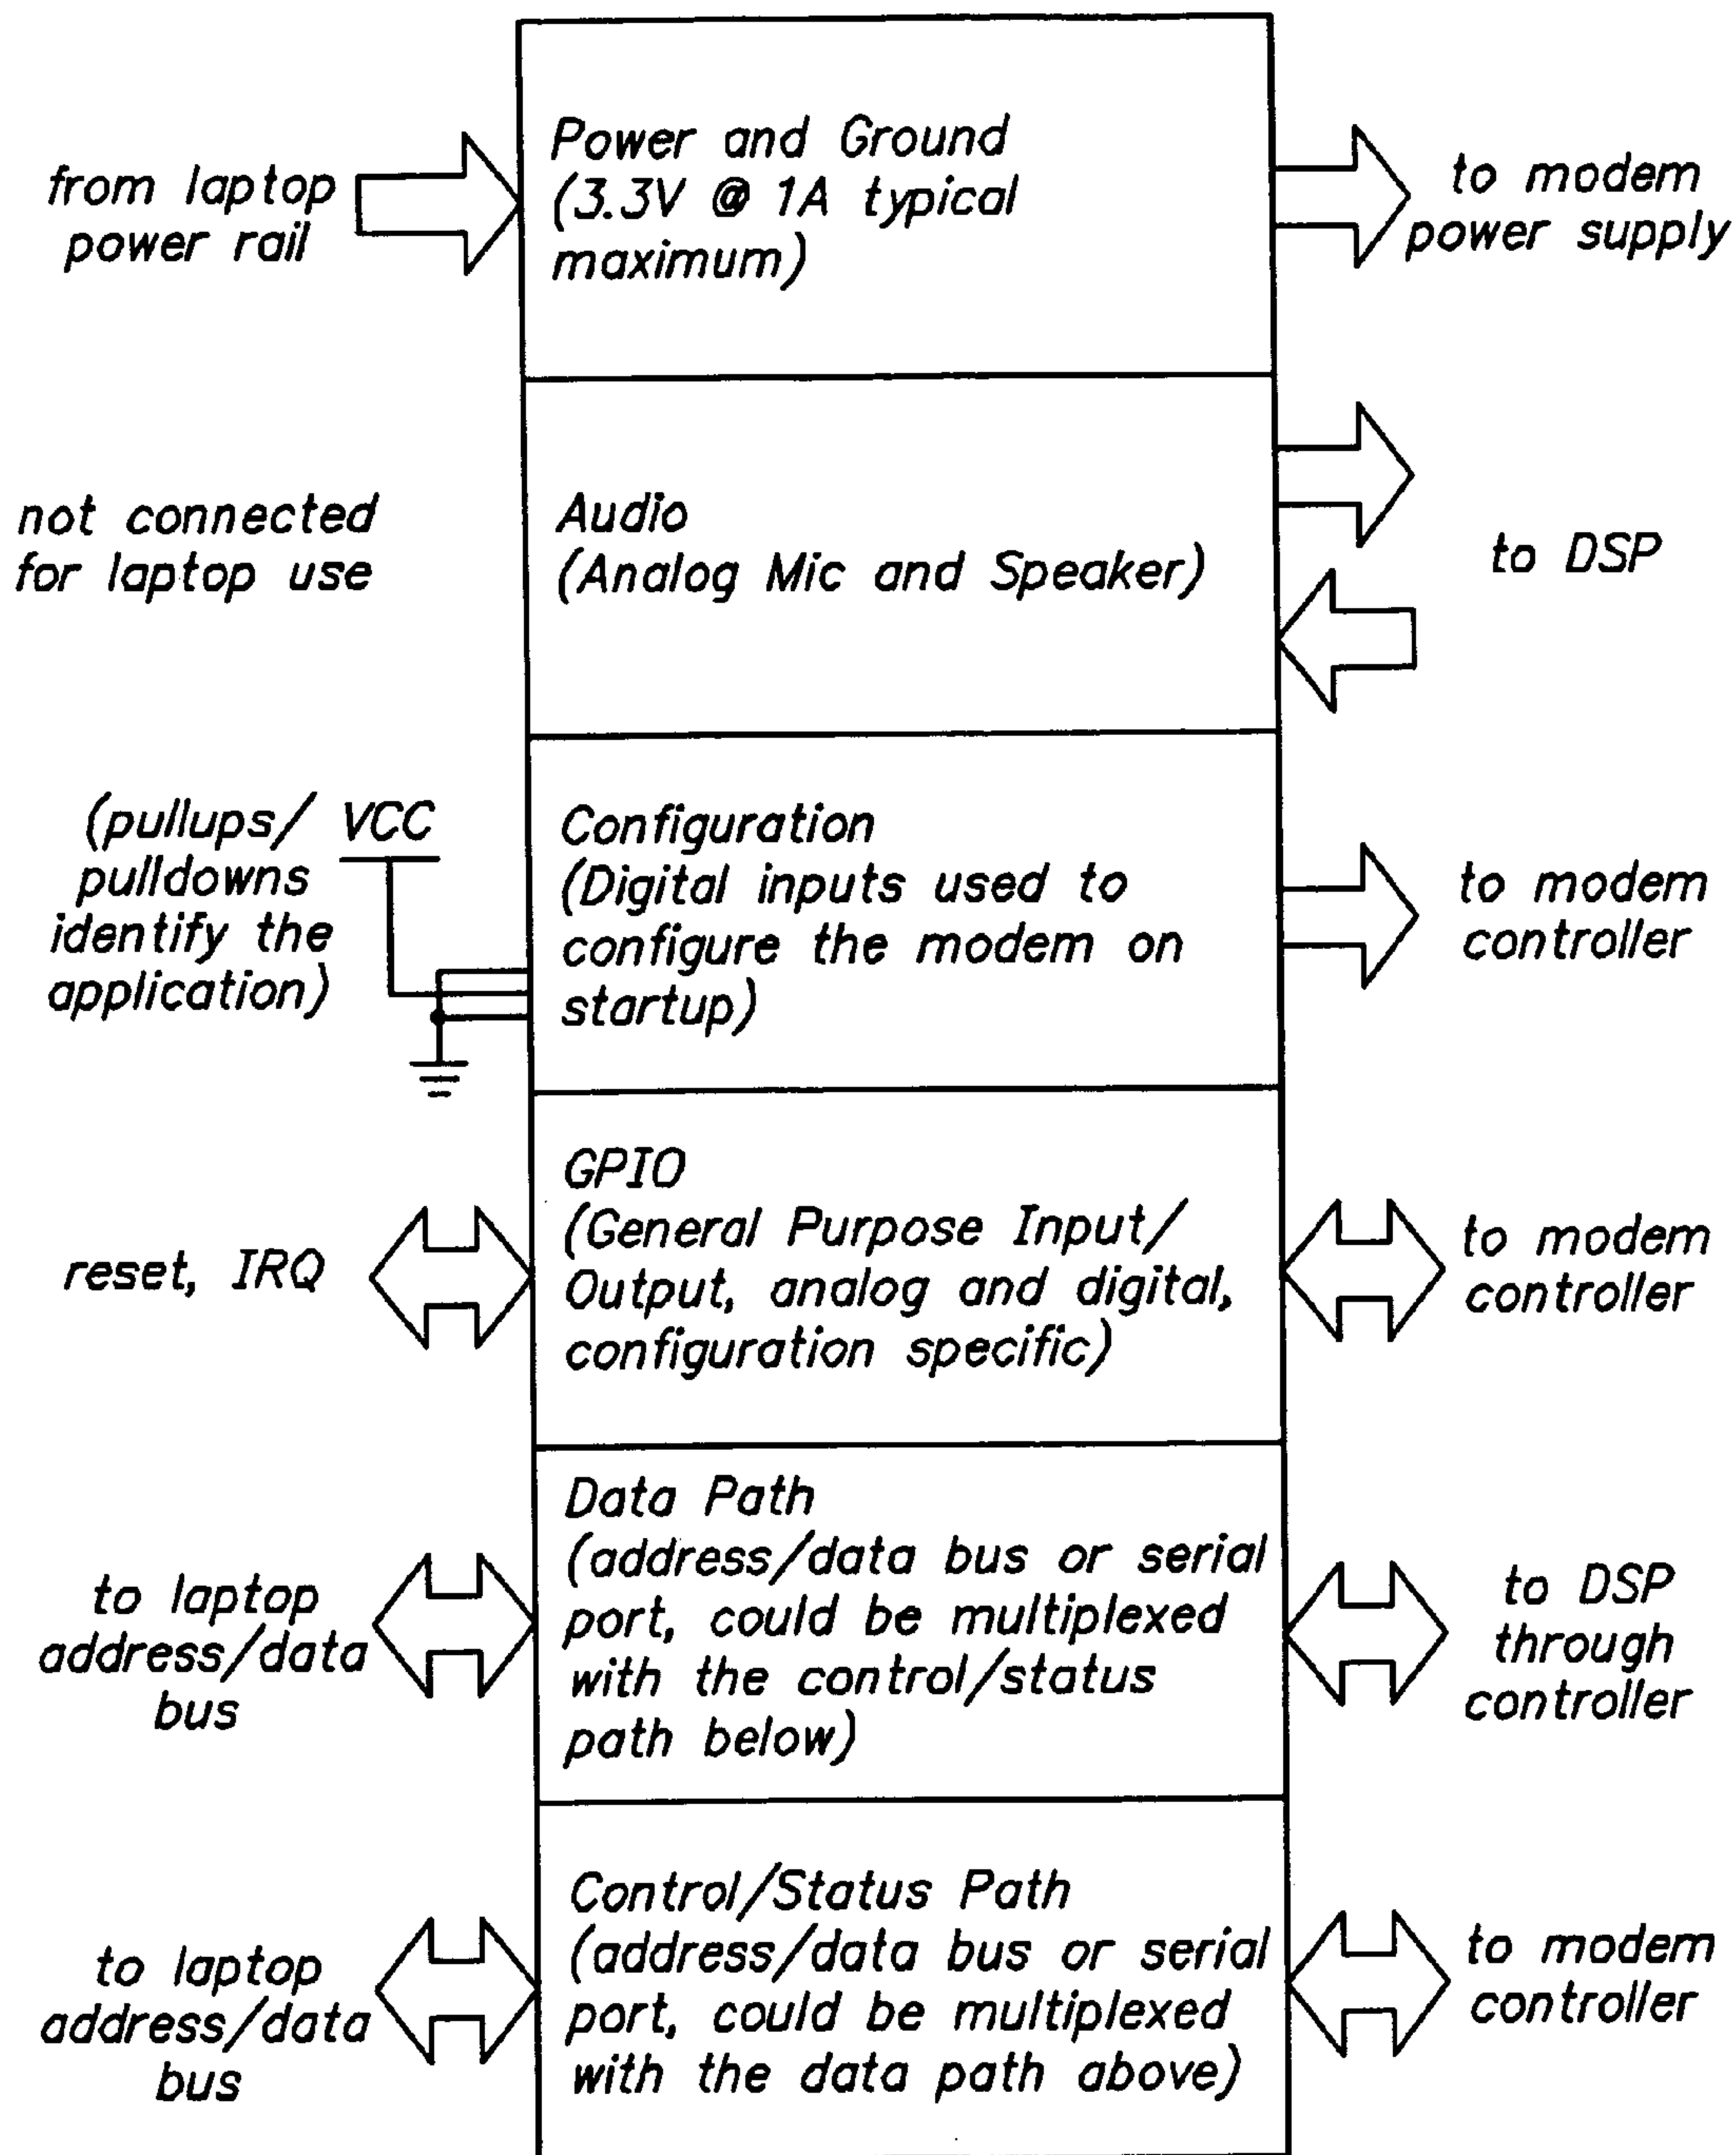 Power and Ground
(3.3V @ 1A typical
maximum)
from laptop
power rail
to modem
power supply
Audio
(Analog Mic and Speaker)
not connected
for laptop use
to DSP
Configuration
(Digital inputs used to
configure the modem on
startup)
(pullups/
pulldowns
identify the
application)
VCC
to modem
controller
GPIO
(General Purpose Input/
Output, analog and digital,
configuration specific)
reset, IRQ
to modem
controller
Data Path
(address/data bus or serial
port, could be multiplexed
with the control/status
path below)
to laptop
address/data
bus
to DSP
through
controller
Control/Status Path
(address/data bus or serial
port, could be multiplexed
with the data path above)
to laptop
address/data
bus
to modem
controller